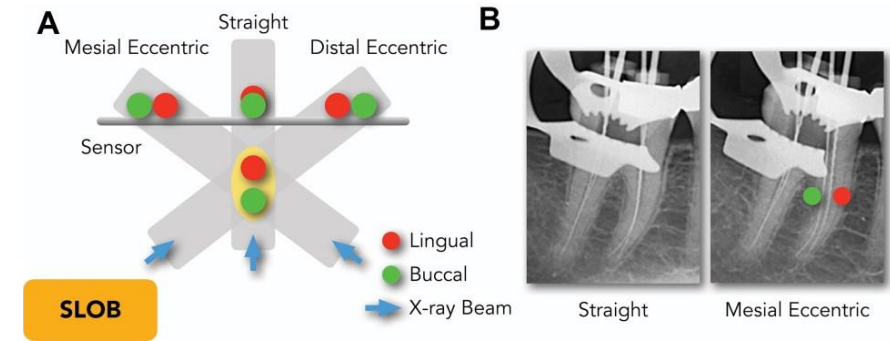 A
Straight
Mesial Eccentric
Distal Eccentric
Sensor
Lingual
Buccal
X-ray Beam
SLOB
B
Straight
Mesial Eccentric